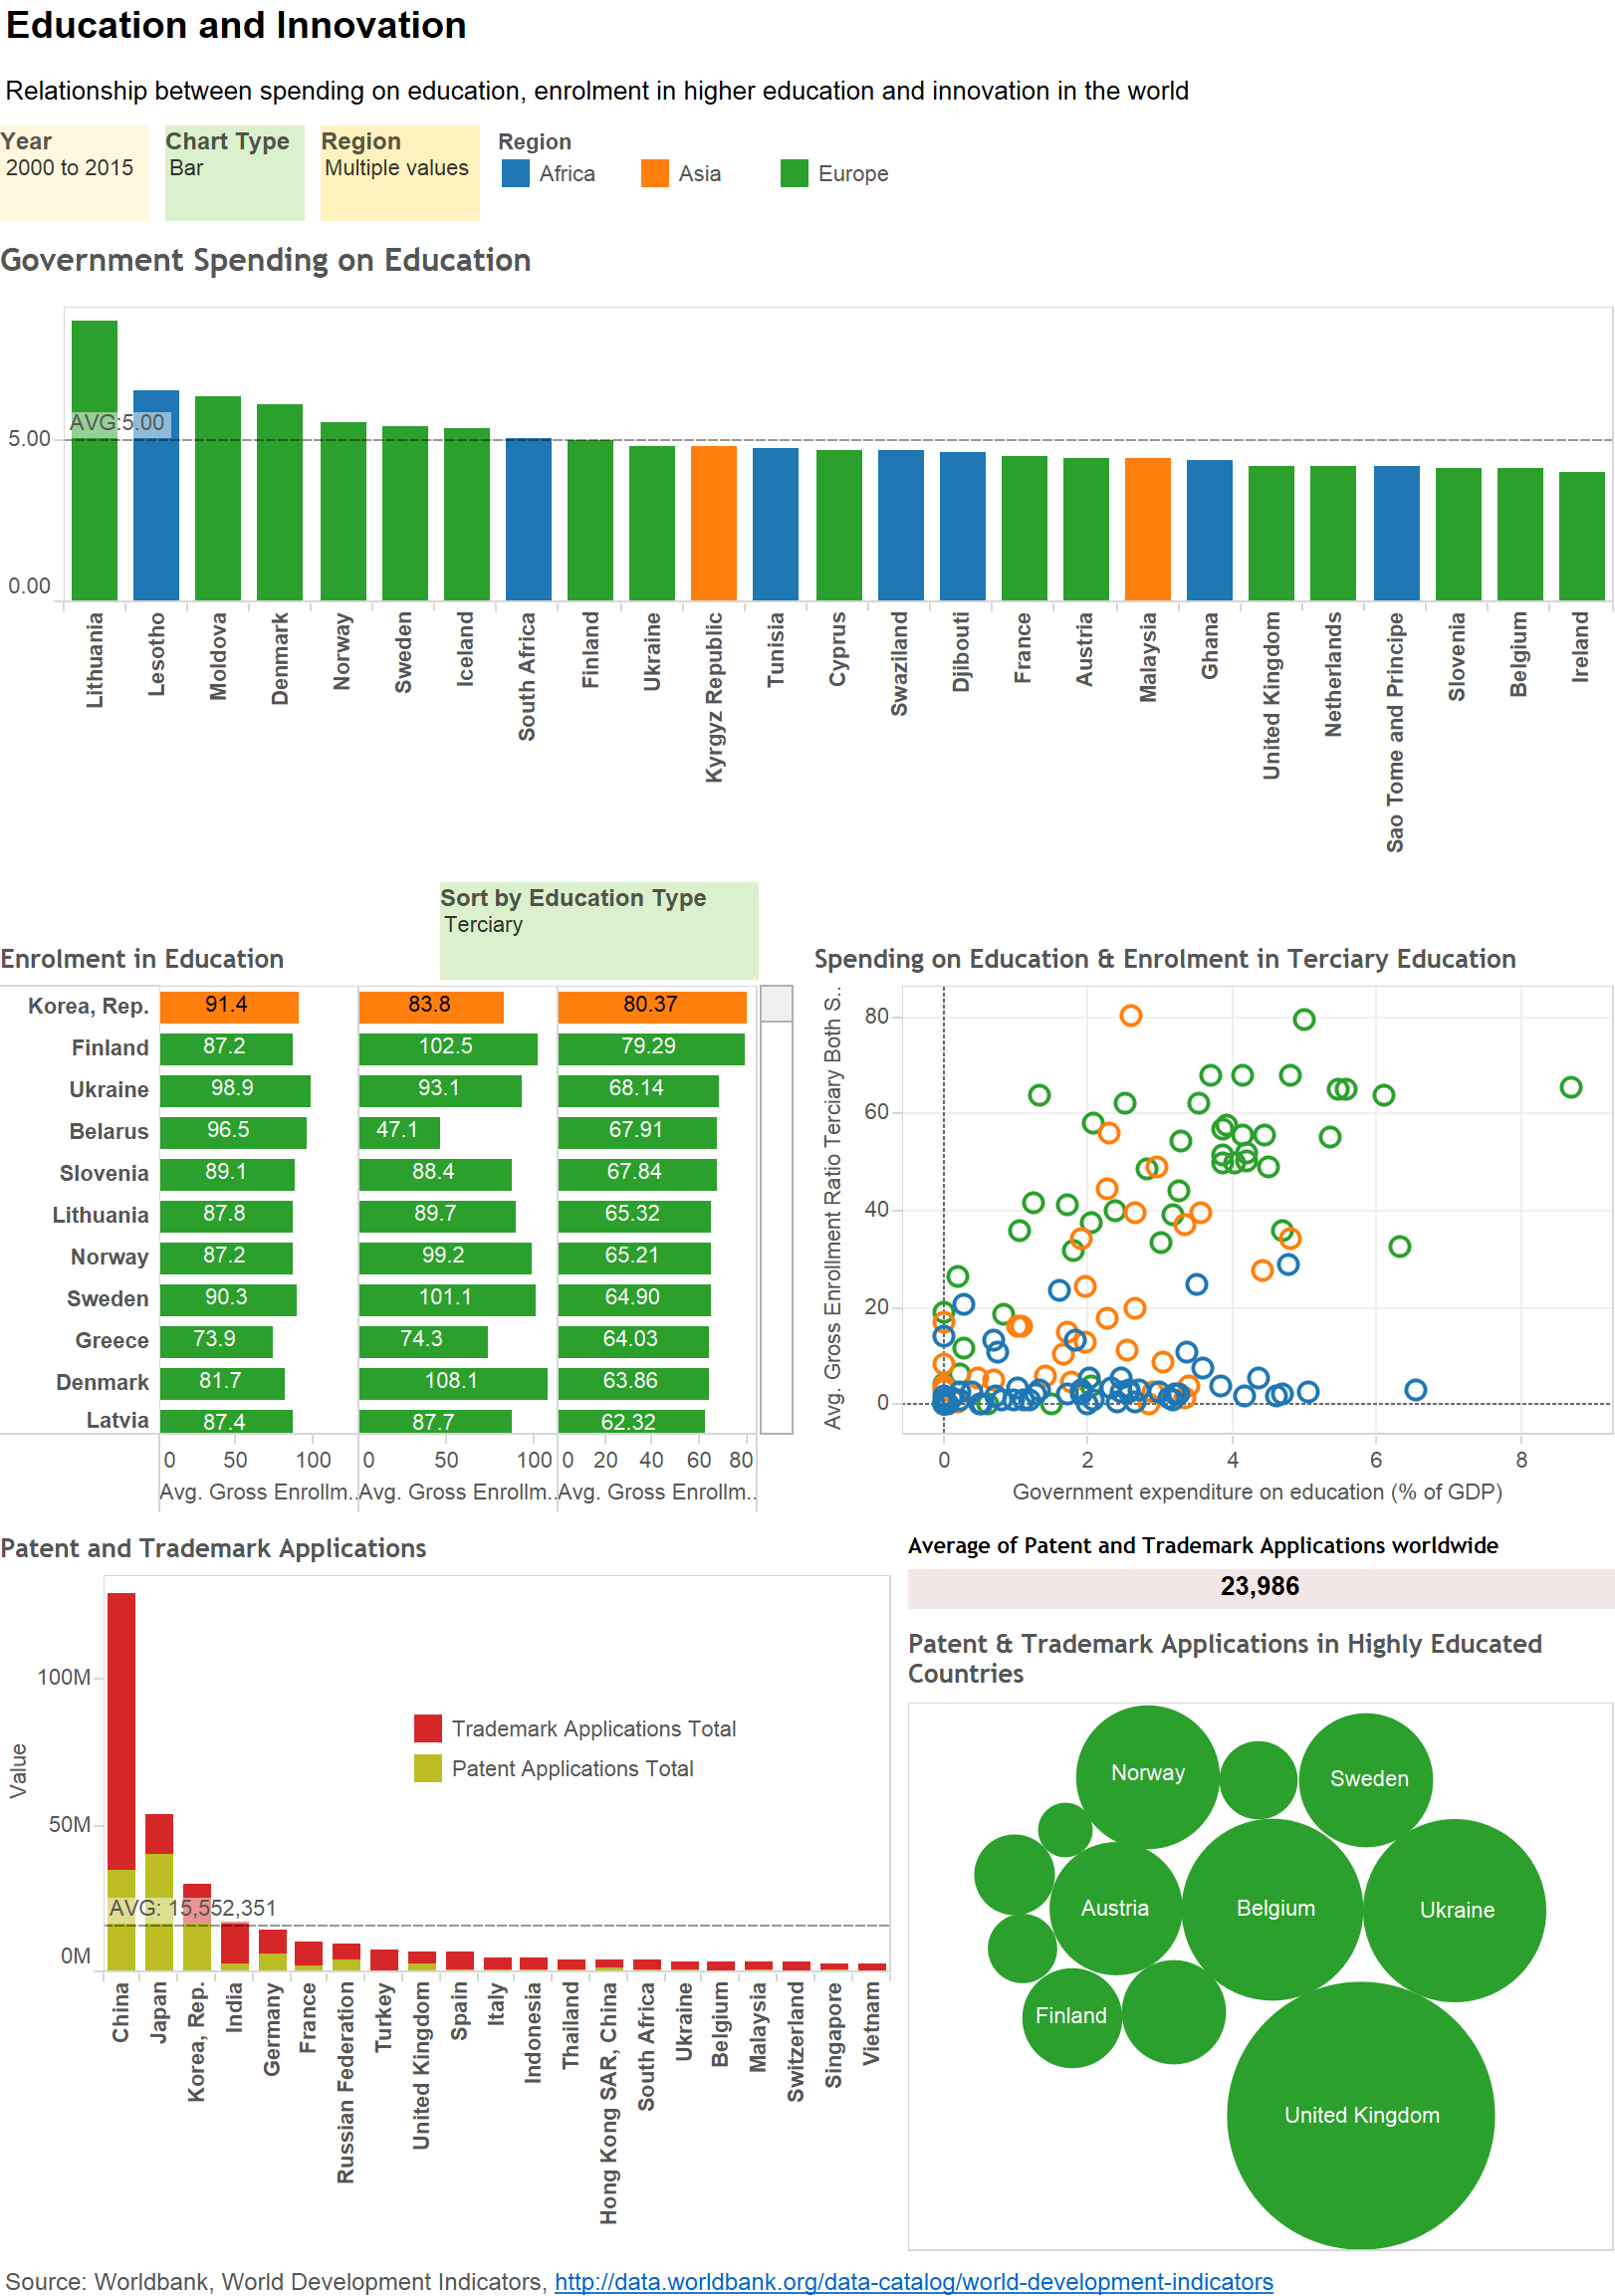 Education and Innovation
Relationship between spending on education, enrolment in higher education and innovation in the world
Year
2000 to 2015
Chart Type
Bar
Region
Multiple values
Region
Africa
Asia
Europe
Government Spending on Education
AVG:5.00
5.00
0.00
Lithuania
Lesotho
Moldova
Denmark
Norway
Sweden
Iceland
South Africa
Finland
Ukraine
Kyrgyz Republic
Tunisia
Cyprus
Swaziland
Djibouti
France
Austria
Malaysia
Ghana
United Kingdom
Netherlands
Sao Tome and Principe
Slovenia
Belgium
Ireland
Sort by Education Type
Terciary
Enrolment in Education
Korea, Rep. 91.4 83.8 80.37
Finland 87.2 102.5 79.29
Ukraine 98.9 93.1 68.14
Belarus 96.5 47.1 67.91
Slovenia 89.1 88.4 67.84
Lithuania 87.8 89.7 65.32
Norway 87.2 99.2 65.21
Sweden 90.3 101.1 64.90
Greece 73.9 74.3 64.03
Denmark 81.7 108.1 63.86
Latvia 87.4 87.7 62.32
0 50 100 0 50 100 0 20 40 60 80
Avg. Gross Enrollm.. Avg. Gross Enrollm.. Avg. Gross Enrollm..
Spending on Education & Enrolment in Terciary Education
Avg. Gross Enrollment Ratio Terciary Both S..
80
60
40
20
0
0 2 4 6 8
Government expenditure on education (% of GDP)
Patent and Trademark Applications
Value
100M
50M
0M
Trademark Applications Total
Patent Applications Total
AVG: 15,552,351
China
Japan
Korea, Rep.
India
Germany
France
Russian Federation
Turkey
United Kingdom
Spain
Italy
Indonesia
Thailand
Hong Kong SAR, China
South Africa
Ukraine
Belgium
Malaysia
Switzerland
Singapore
Vietnam
Average of Patent and Trademark Applications worldwide
23,986
Patent & Trademark Applications in Highly Educated
Countries
Norway
Sweden
Austria
Belgium
Ukraine
Finland
United Kingdom
Source: Worldbank, World Development Indicators, http://data.worldbank.org/data-catalog/world-development-indicators